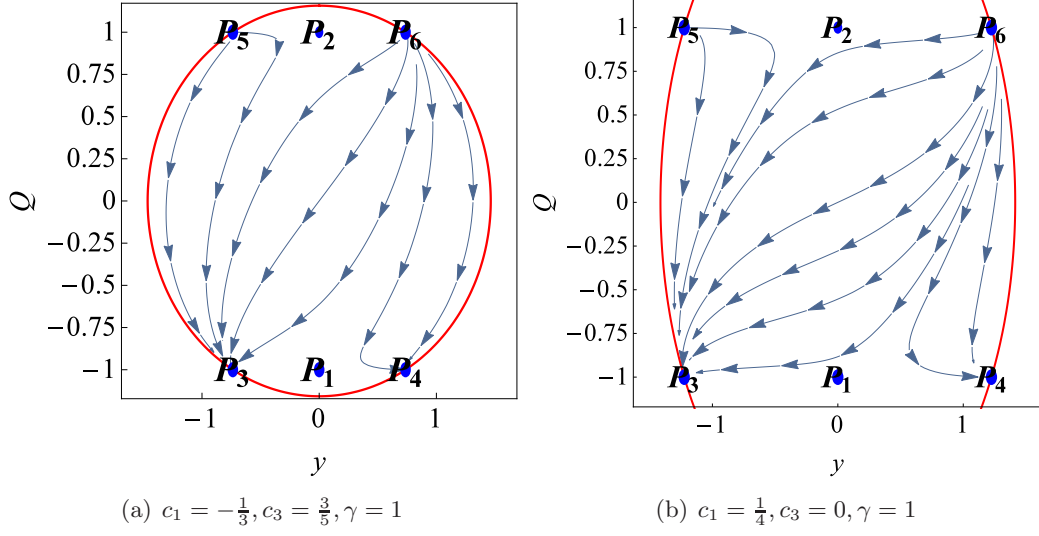 P5 P2 P6
1
0.75
0.5
0.25
0
−0.25
−0.5
−0.75
−1
P3 P1 P4
Q
−1 0 1
y
(a) c₁ = −1/3, c₃ = 3/5, γ = 1
P5 P2 P6
1
0.75
0.5
0.25
0
−0.25
−0.5
−0.75
−1
P3 P1 P4
Q
−1 0 1
y
(b) c₁ = 1/4, c₃ = 0, γ = 1